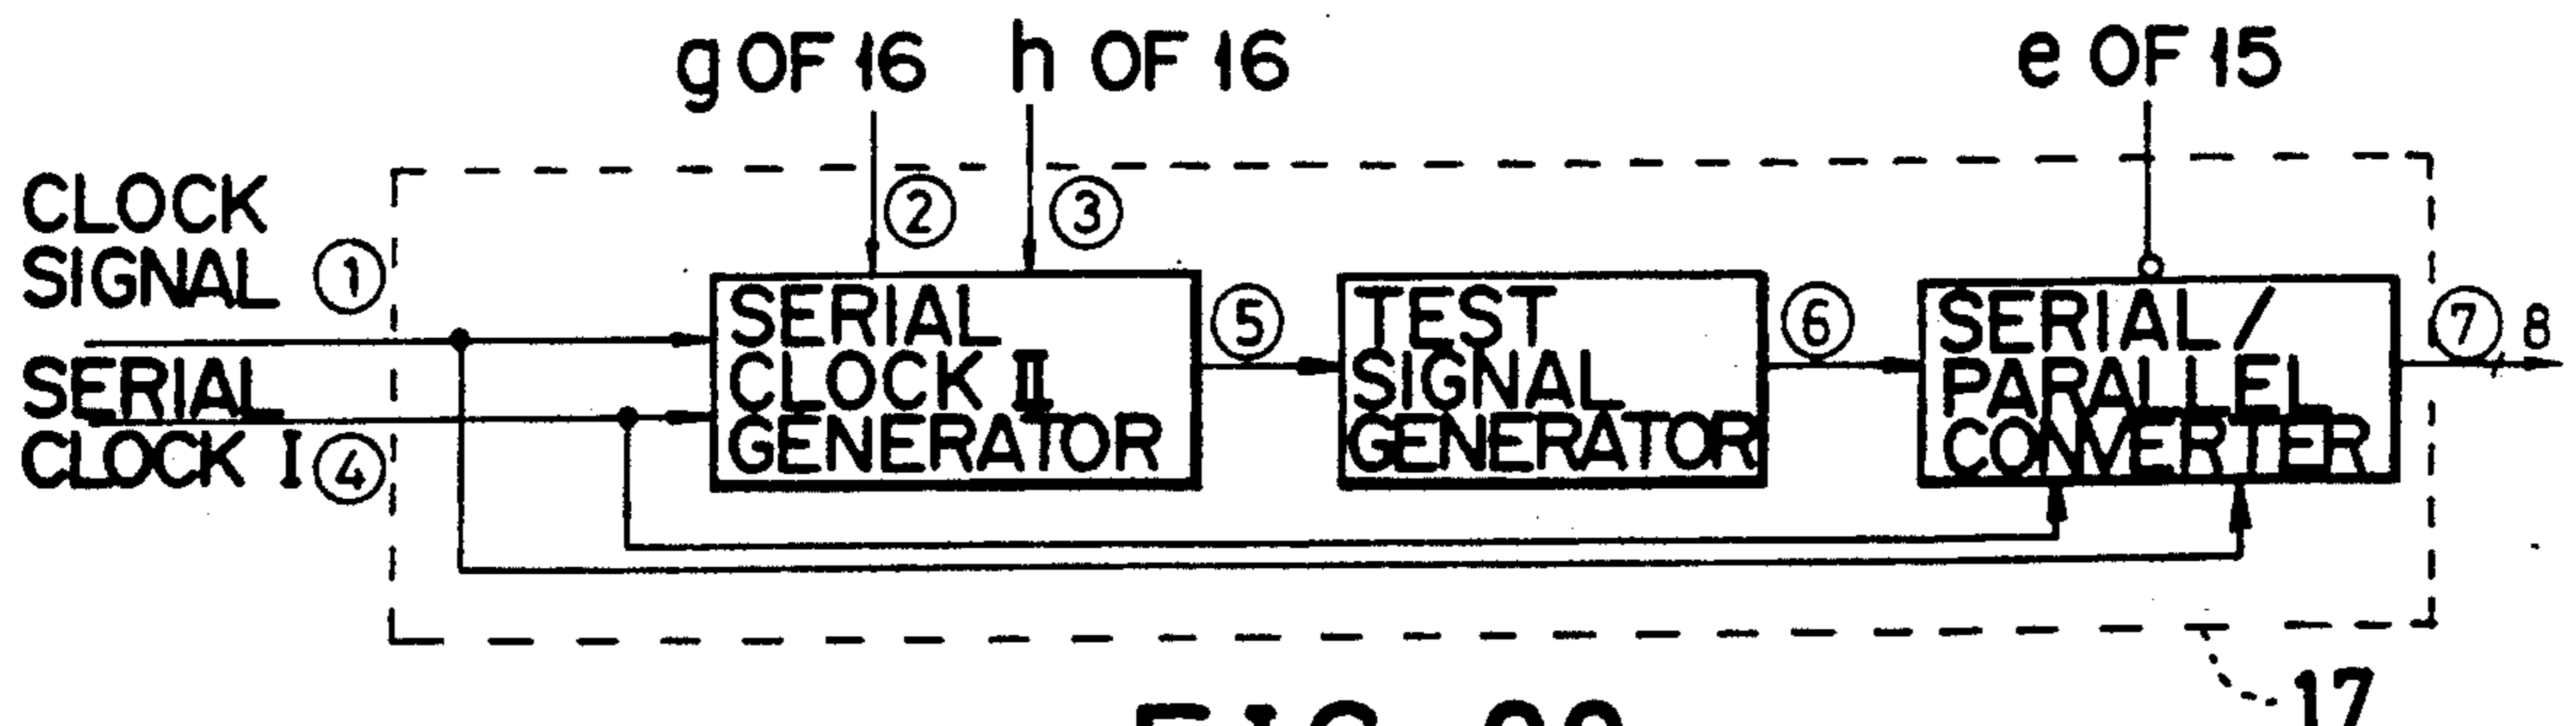 g OF 16
h OF 16
e OF 15
CLOCK
SIGNAL ①
②
③
SERIAL
CLOCK I ④
SERIAL
CLOCK II
GENERATOR
⑤
TEST
SIGNAL
GENERATOR
⑥
SERIAL/
PARALLEL
CONVERTER
⑦ 8
17